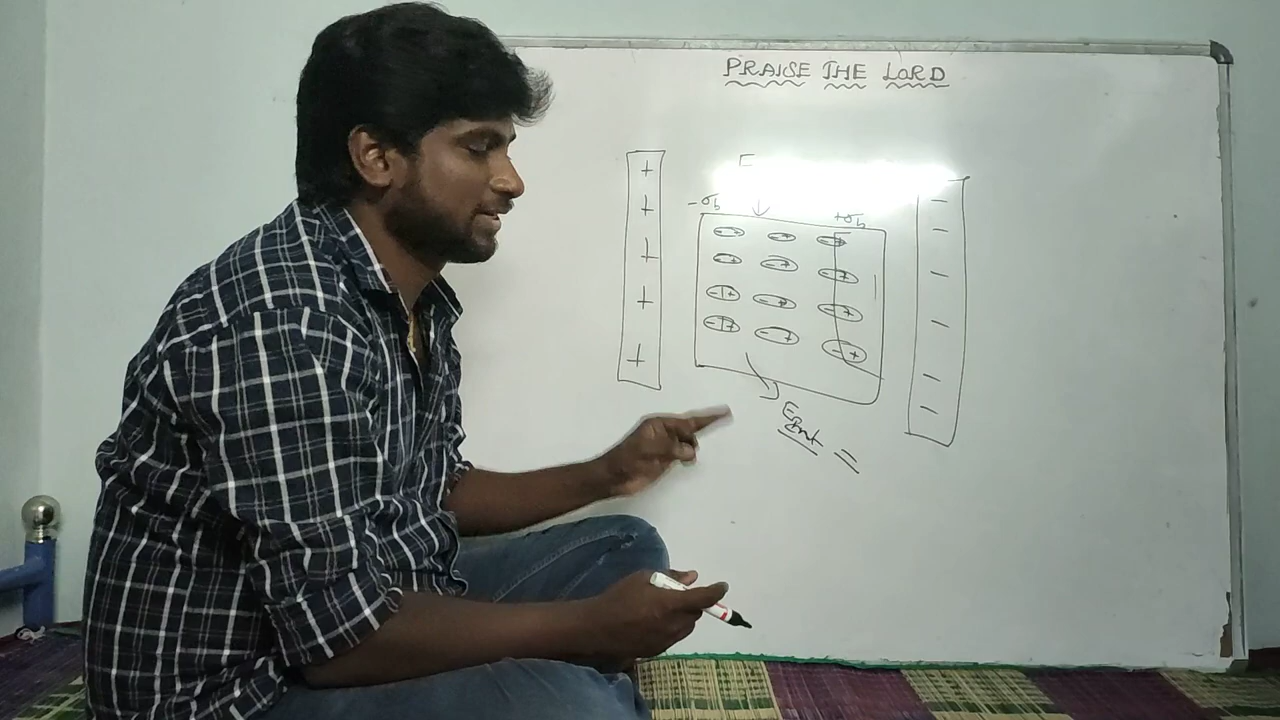 PRAISE THE LORD
E
-σb
+σb
+
+
+
+
+
- + - + - +
- + - + - +
- + - + - +
- + - + - +
-
-
-
-
-
-
Eint =